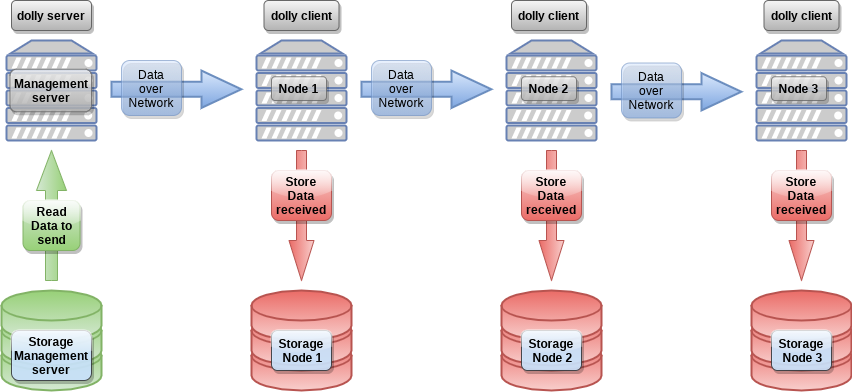 dolly server
dolly client
dolly client
dolly client
Management
server
Data
over
Network
Node 1
Data
over
Network
Node 2
Data
over
Network
Node 3
Read
Data to
send
Store
Data
received
Store
Data
received
Store
Data
received
Storage
Management
server
Storage
Node 1
Storage
Node 2
Storage
Node 3